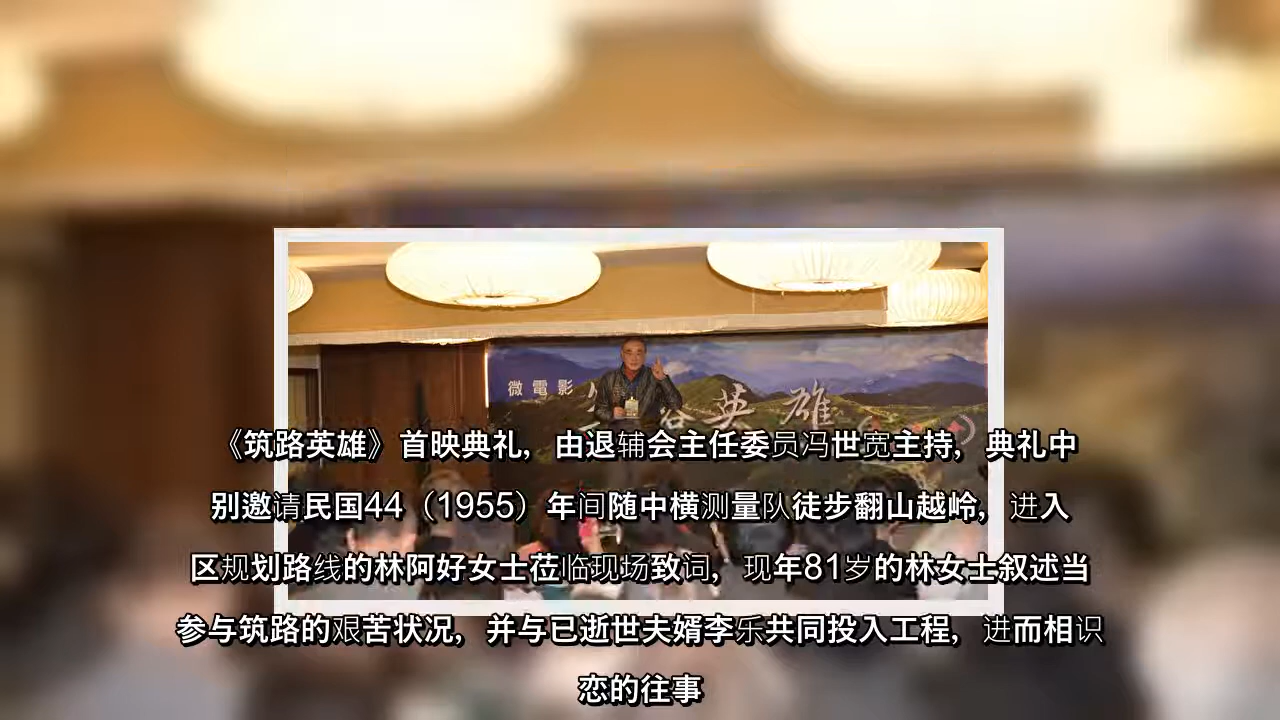 微電影
英雄
《筑路英雄》首映典礼，由退辅会主任委员冯世宽主持，典礼中
别邀请民国44（1955）年间随中横测量队徒步翻山越岭，进入
区规划路线的林阿好女士莅临现场致词，现年81岁的林女士叙述当
参与筑路的艰苦状况，并与已逝世夫婿李乐共同投入工程，进而相识
恋的往事